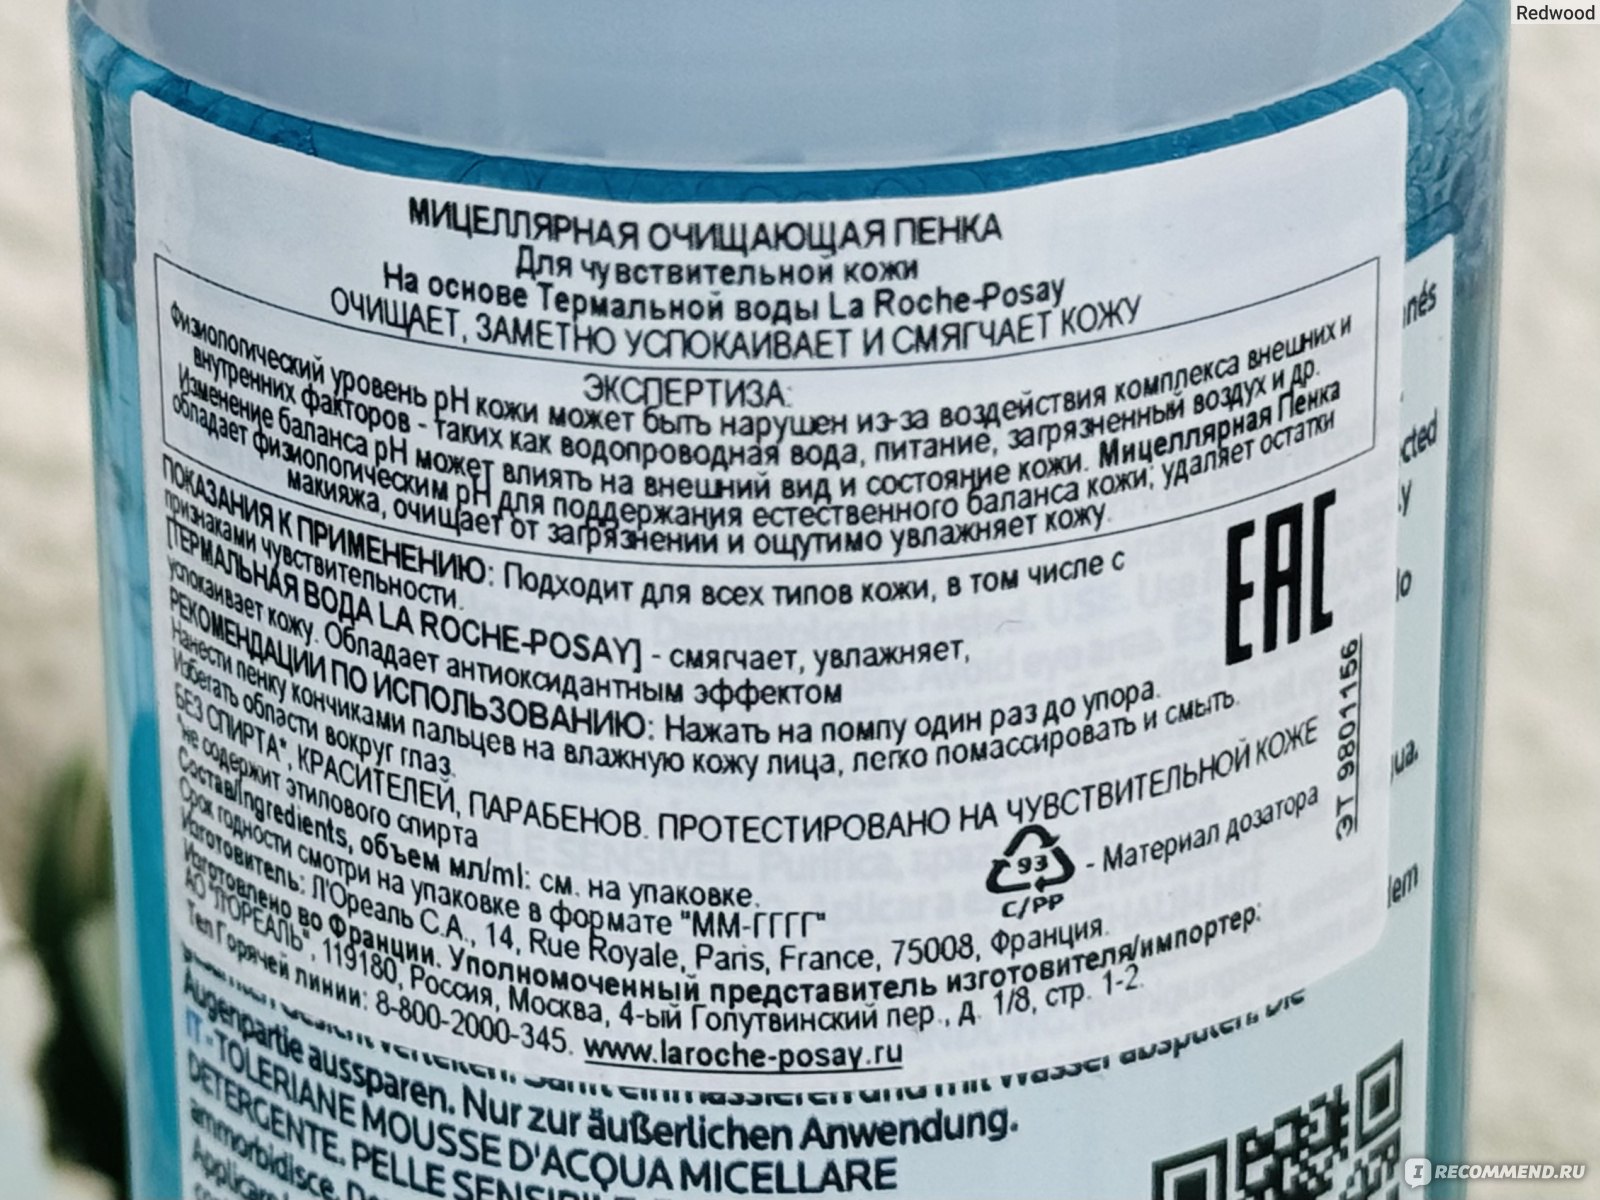 Redwood
МИЦЕЛЛЯРНАЯ ОЧИЩАЮЩАЯ ПЕНКА
Для чувствительной кожи
На основе Термальной воды La Roche-Posay
ОЧИЩАЕТ, ЗАМЕТНО УСПОКАИВАЕТ И СМЯГЧАЕТ КОЖУ
ЭКСПЕРТИЗА:
Физиологический уровень pH кожи может быть нарушен из-за воздействия комплекса внешних и
внутренних факторов - таких как водопроводная вода, питание, загрязненный воздух и др.
Изменение баланса pH может влиять на внешний вид и состояние кожи. Мицеллярная Пенка
обладает физиологическим pH для поддержания естественного баланса кожи, удаляет остатки
макияжа, очищает от загрязнений и ощутимо увлажняет кожу.
ПОКАЗАНИЯ К ПРИМЕНЕНИЮ: Подходит для всех типов кожи, в том числе с
признаками чувствительности.
[ТЕРМАЛЬНАЯ ВОДА LA ROCHE-POSAY] - смягчает, увлажняет,
успокаивает кожу. Обладает антиоксидантным эффектом
РЕКОМЕНДАЦИИ ПО ИСПОЛЬЗОВАНИЮ: Нажать на помпу один раз до упора.
Нанести пенку кончиками пальцев на влажную кожу лица, легко помассировать и смыть.
Избегать области вокруг глаз.
БЕЗ СПИРТА*, КРАСИТЕЛЕЙ, ПАРАБЕНОВ. ПРОТЕСТИРОВАНО НА ЧУВСТВИТЕЛЬНОЙ КОЖЕ
*не содержит этилового спирта
Состав/Ingredients, объем мл/ml: см. на упаковке.
Срок годности смотри на упаковке в формате "ММ-ГГГГ"
Изготовитель: Л'Ореаль С.А., 14, Rue Royale, Paris, France, 75008, Франция.
Изготовлено во Франции. Уполномоченный представитель изготовителя/импортер:
АО "Л'ОРЕАЛЬ", 119180, Россия, Москва, 4-ый Голутвинский пер., д. 1/8, стр. 1-2.
Тел Горячей линии: 8-800-2000-345. www.laroche-posay.ru
EAC
ЭТ 9801156
93
C/PP
- Материал дозатора
einmassieren und mit Wasser abspülen. Die
Augenpartie aussparen. Nur zur äußerlichen Anwendung.
IT - TOLERIANE MOUSSE D'ACQUA MICELLARE
DETERGENTE. PELLE
ammorbidisce.
IRECOMMEND.RU